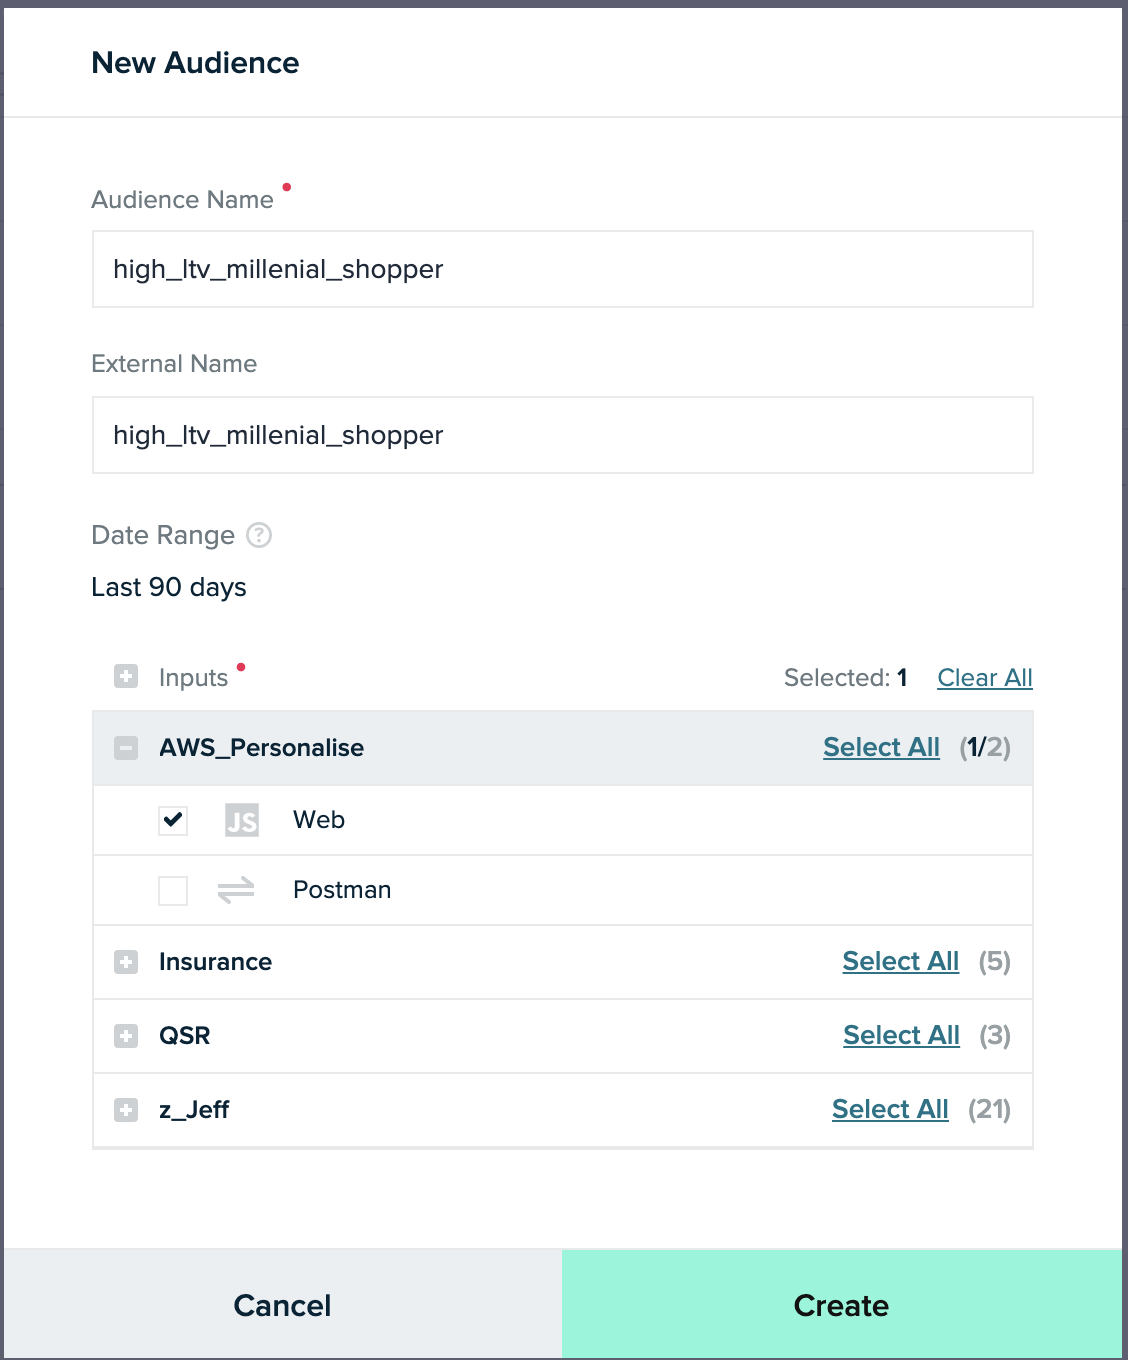 New Audience
Audience Name
high_ltv_millenial_shopper
External Name
high_ltv_millenial_shopper
Date Range ?
Last 90 days
Inputs Selected: 1 Clear All
AWS_Personalise Select All (1/2)
JS Web
Postman
Insurance Select All (5)
QSR Select All (3)
z_Jeff Select All (21)
Cancel Create